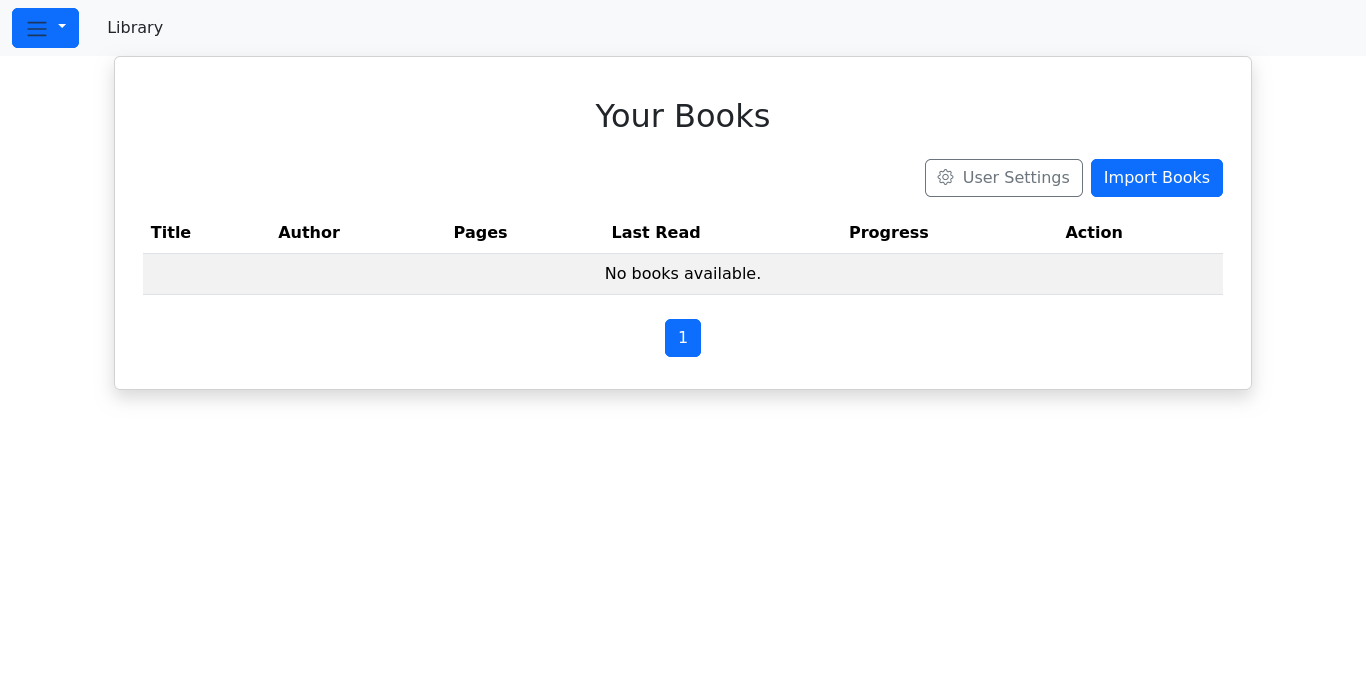 Library
Your Books
User Settings Import Books
Title Author Pages Last Read Progress Action
No books available.
1